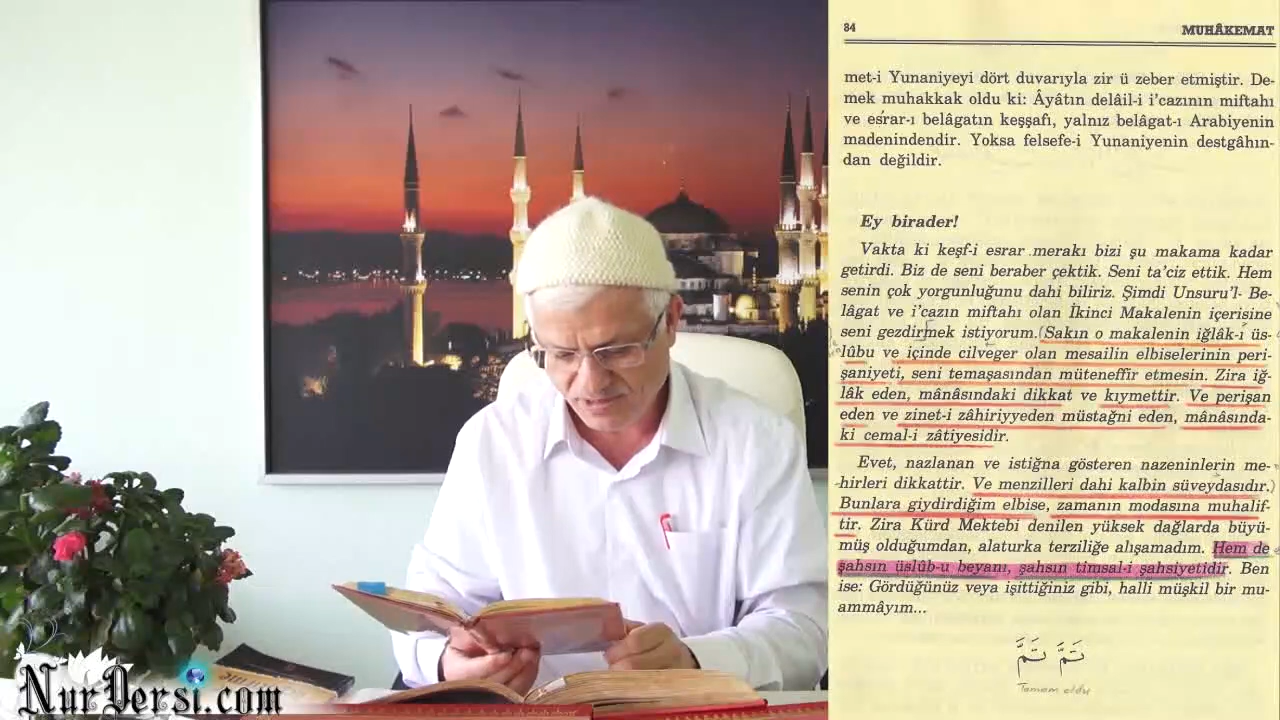 84
MUHÂKEMAT
met-i Yunaniyeyi dört duvarıyla zir ü zeber etmiştir. De-
mek muhakkak oldu ki: Âyâtın delâil-i i'cazının miftahı
ve esrar-ı belâgatın keşşafı, yalnız belâgat-ı Arabiyenin
madenindendir. Yoksa felsefe-i Yunaniyenin destgâhın-
dan değildir.
Ey birader!
Vakta ki keşf-i esrar merakı bizi şu makama kadar
getirdi. Biz de seni beraber çektik. Seni ta'ciz ettik. Hem
senin çok yorgunluğunu dahi biliriz. Şimdi Unsuru'l- Be-
lâgat ve i'cazın miftahı olan İkinci Makalenin içerisine
seni gezdirmek istiyorum. (Sakın o makalenin iğlâk-ı üs-
lûbu ve içinde cilveger olan mesailin elbiselerinin peri-
şaniyeti, seni temaşasından müteneffir etmesin. Zira iğ-
lâk eden, mânâsındaki dikkat ve kıymettir. Ve perişan
eden ve zinet-i zâhiriyyeden müstağni eden, mânâsında-
ki cemal-i zâtiyesidir.
Evet, nazlanan ve istiğna gösteren nazeninlerin me-
hirleri dikkattir. Ve menzilleri dahi kalbin süveydasıdır.)
Bunlara giydirdiğim elbise, zamanın modasına muhalif-
tir. Zira Kürd Mektebi denilen yüksek dağlarda büyü-
müş olduğumdan, alaturka terziliğe alışamadım. Hem de
şahsın üslûb-u beyanı, şahsın timsal-i şahsiyetidir. Ben
ise: Gördüğünüz veya işittiğiniz gibi, halli müşkil bir mu-
ammâyım...
تَمَّ تَمَّ
Tamam oldu
NurDersi.com